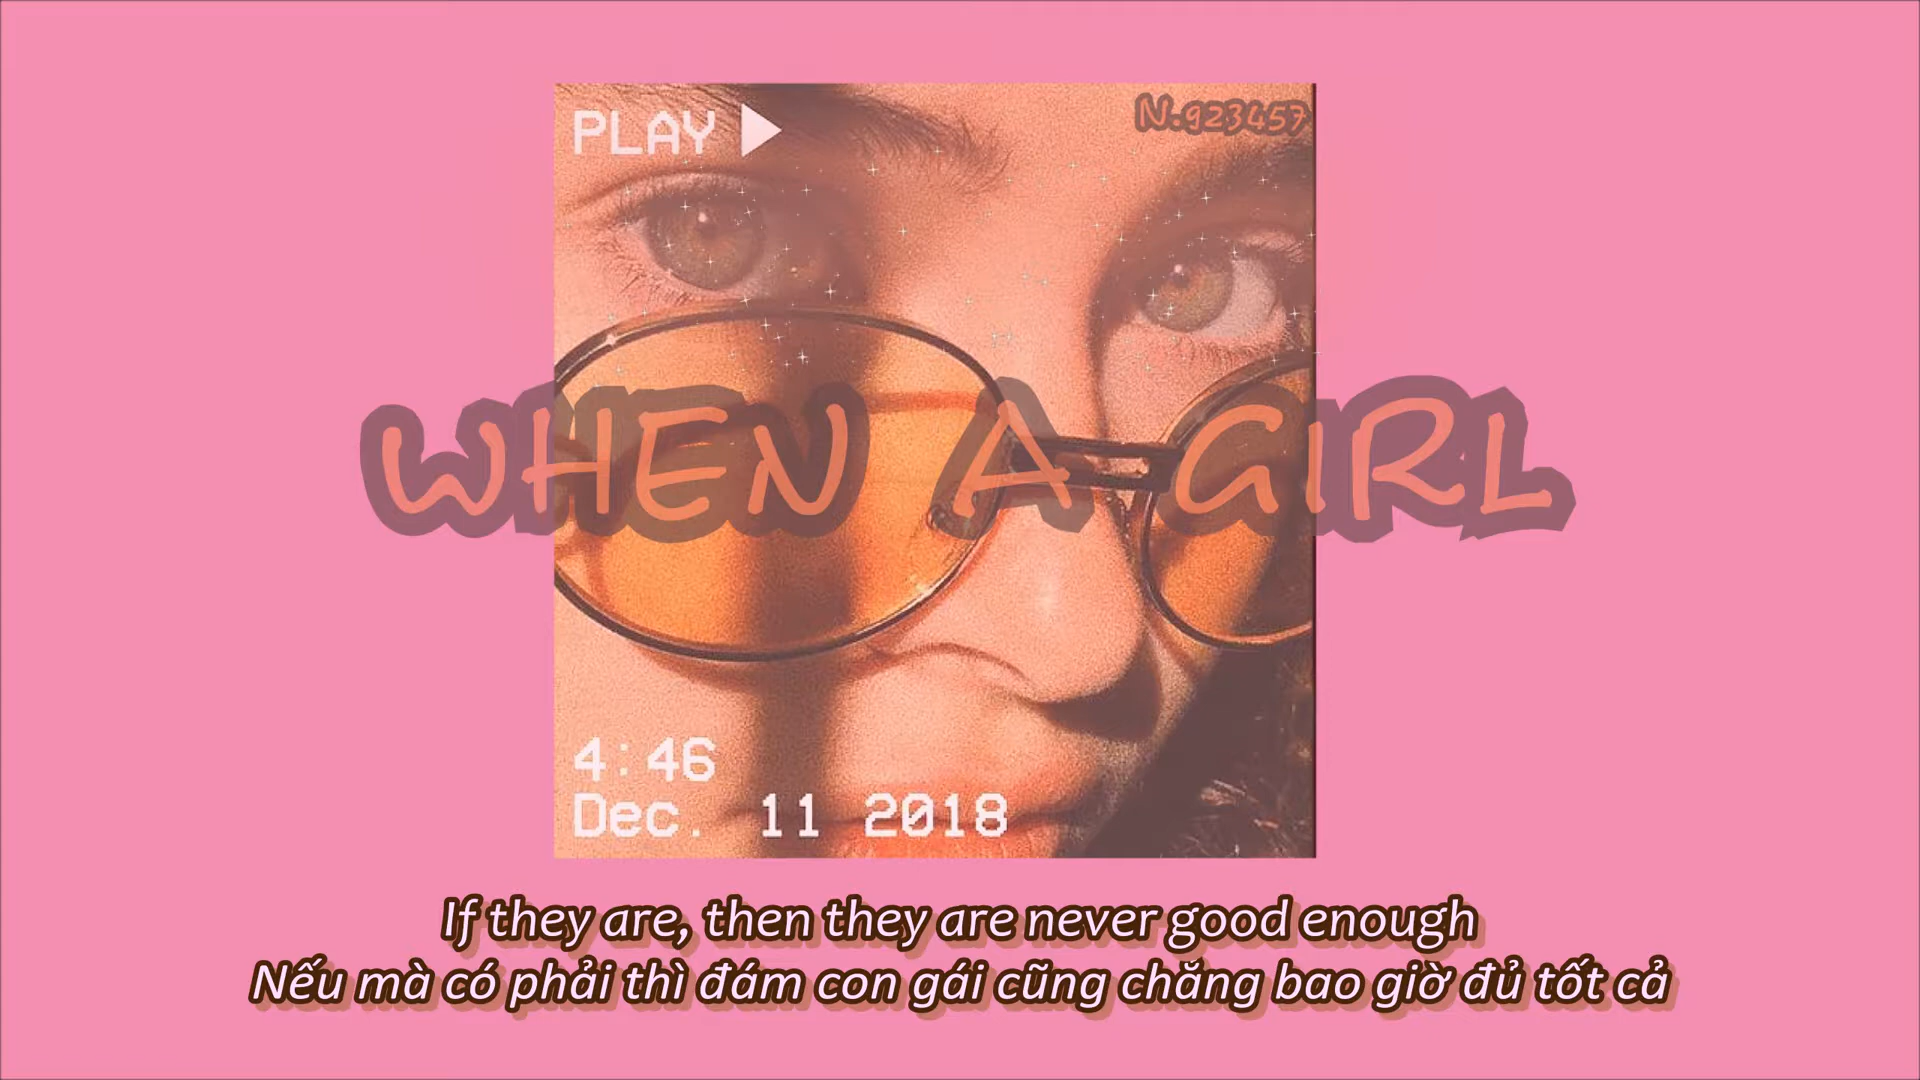 PLAY ▶
N.923457
WHEN A GIRL
4:46
Dec. 11 2018
If they are, then they are never good enough
Nếu mà có phải thì đám con gái cũng chẳng bao giờ đủ tốt cả